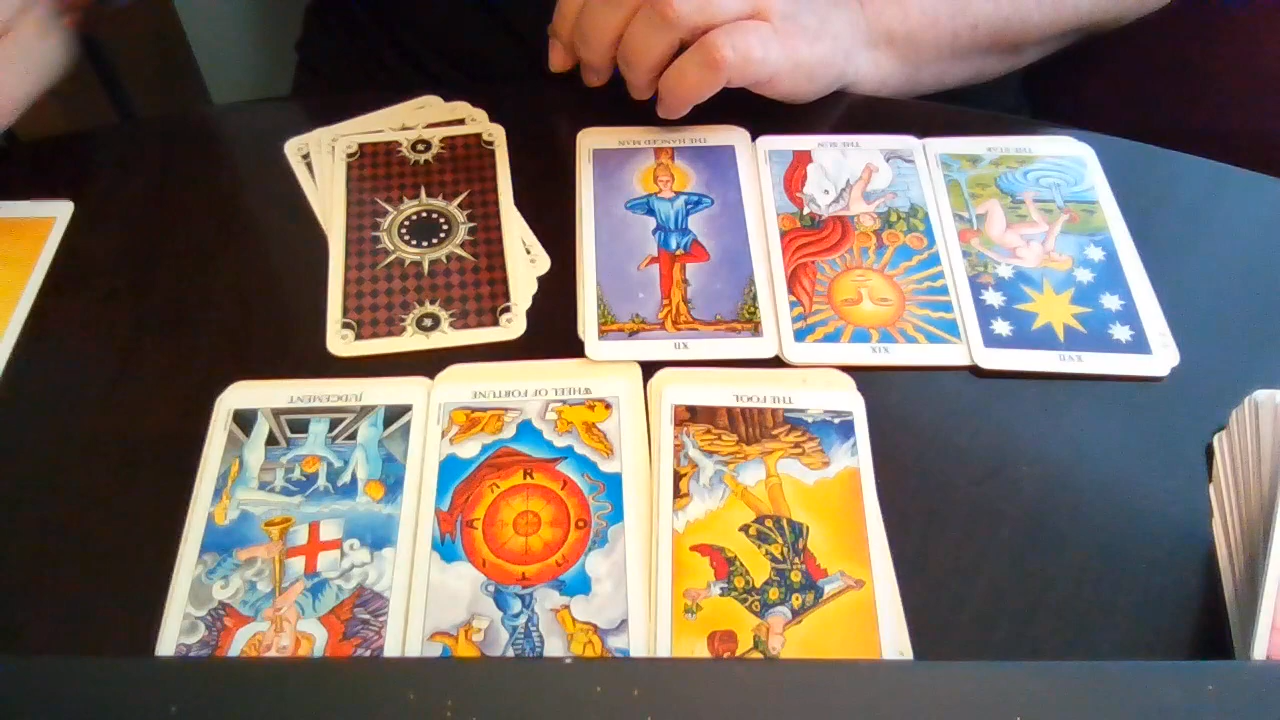 THE HANGED MAN
THE SUN
THE STAR
XII
XIX
XVII
JUDGEMENT
WHEEL OF FORTUNE
THE FOOL
R
O
T
A